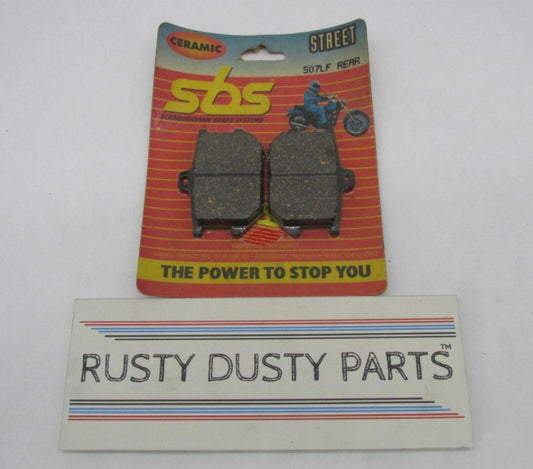 CERAMIC
STREET
507LF REAR
sbs
SCANDINAVIAN BRAKE SYSTEMS
THE POWER TO STOP YOU
RUSTY DUSTY PARTS™